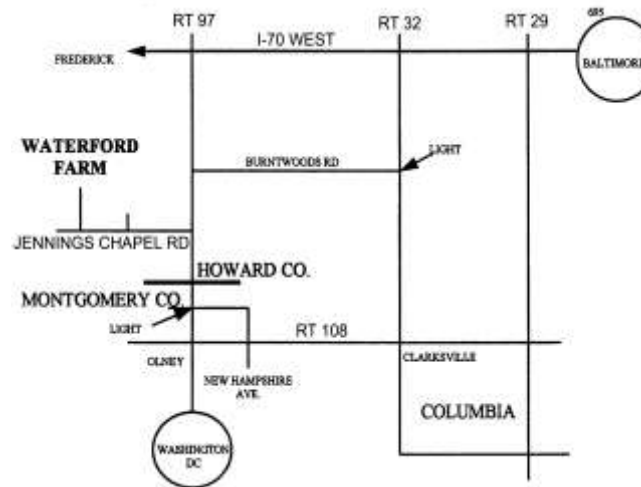 RT 97
RT 32
RT 29
695
I-70 WEST
FREDERICK
BALTIMORE
WATERFORD
FARM
BURNTWOODS RD
LIGHT
JENNINGS CHAPEL RD
HOWARD CO.
MONTGOMERY CO.
LIGHT
RT 108
OLNEY
CLARKSVILLE
NEW HAMPSHIRE
AVE.
COLUMBIA
WASHINGTON
DC